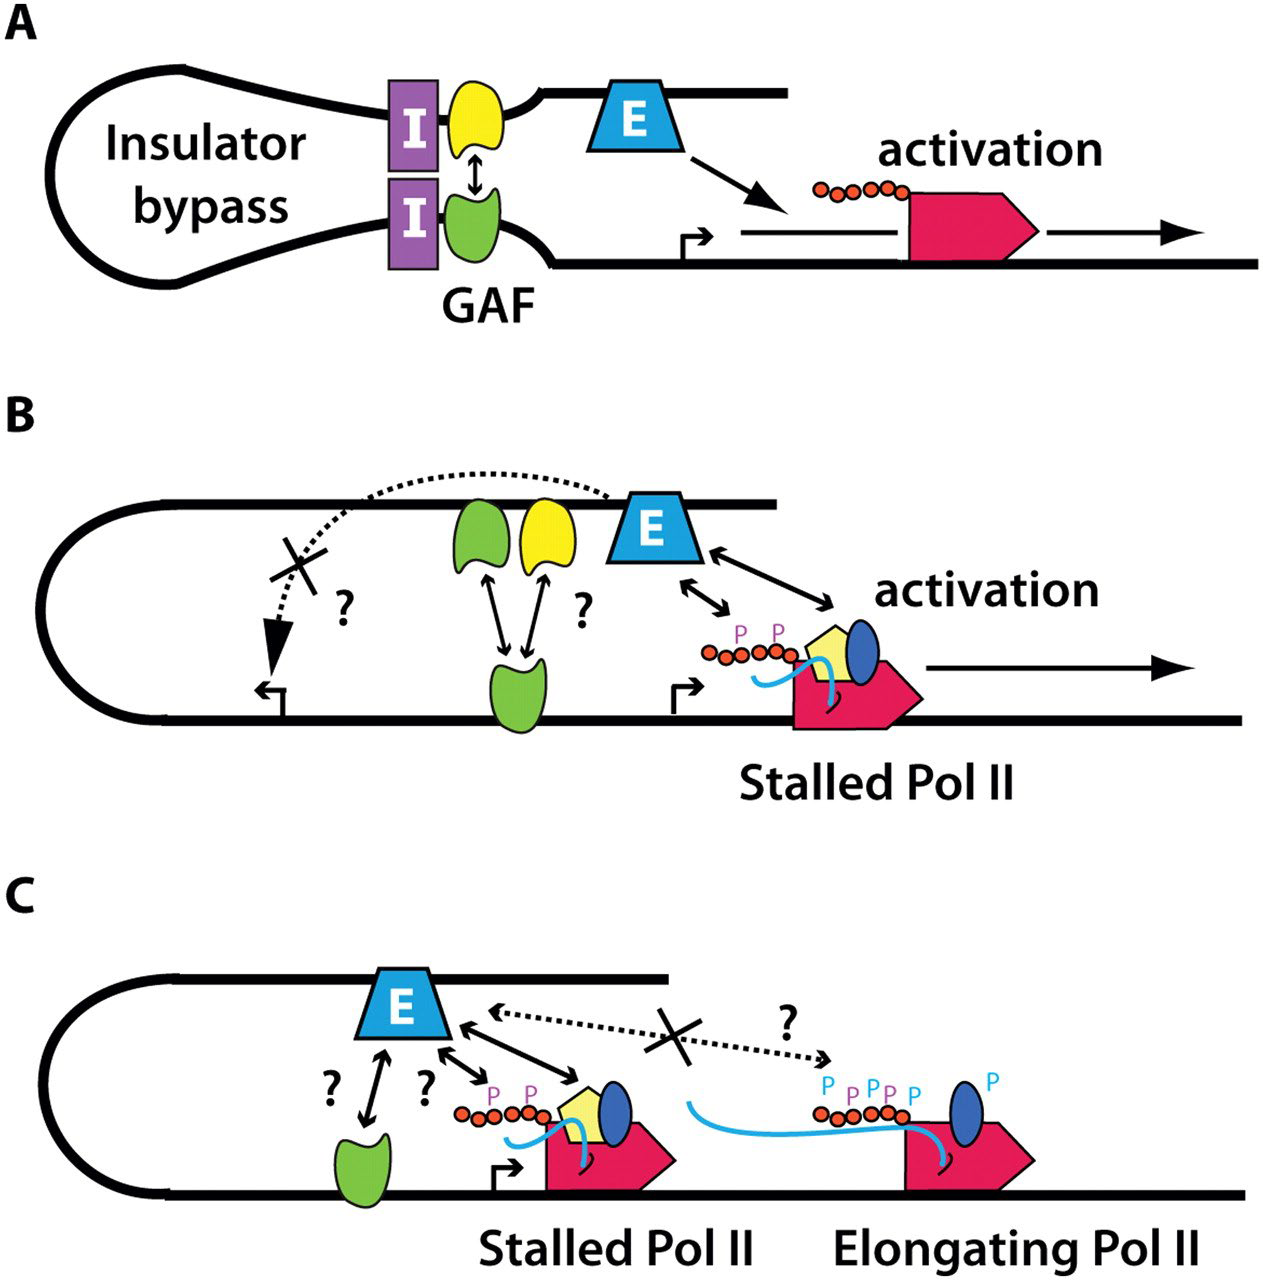 A
Insulator
bypass
I
I
GAF
E
activation
B
E
?
?
P P
activation
Stalled Pol II
C
E
?
?
?
P P
P P P P P
P
Stalled Pol II
Elongating Pol II